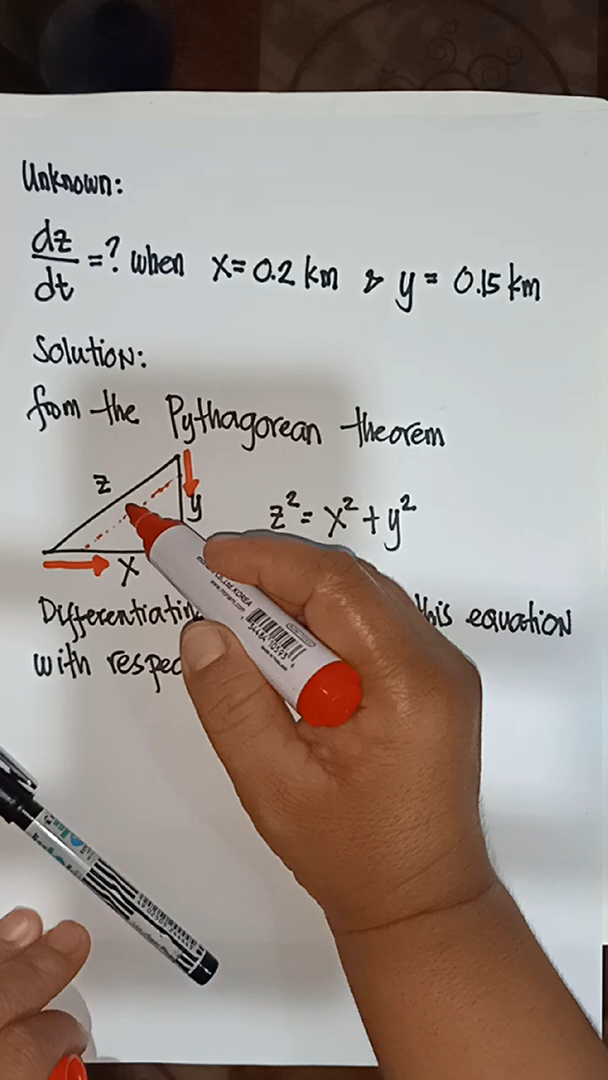 Unknown:
dz/dt = ? when x = 0.2 km & y = 0.15 km
Solution:
from the Pythagorean theorem
z
y
x
z² = x² + y²
Differentiatin this equation
with respec